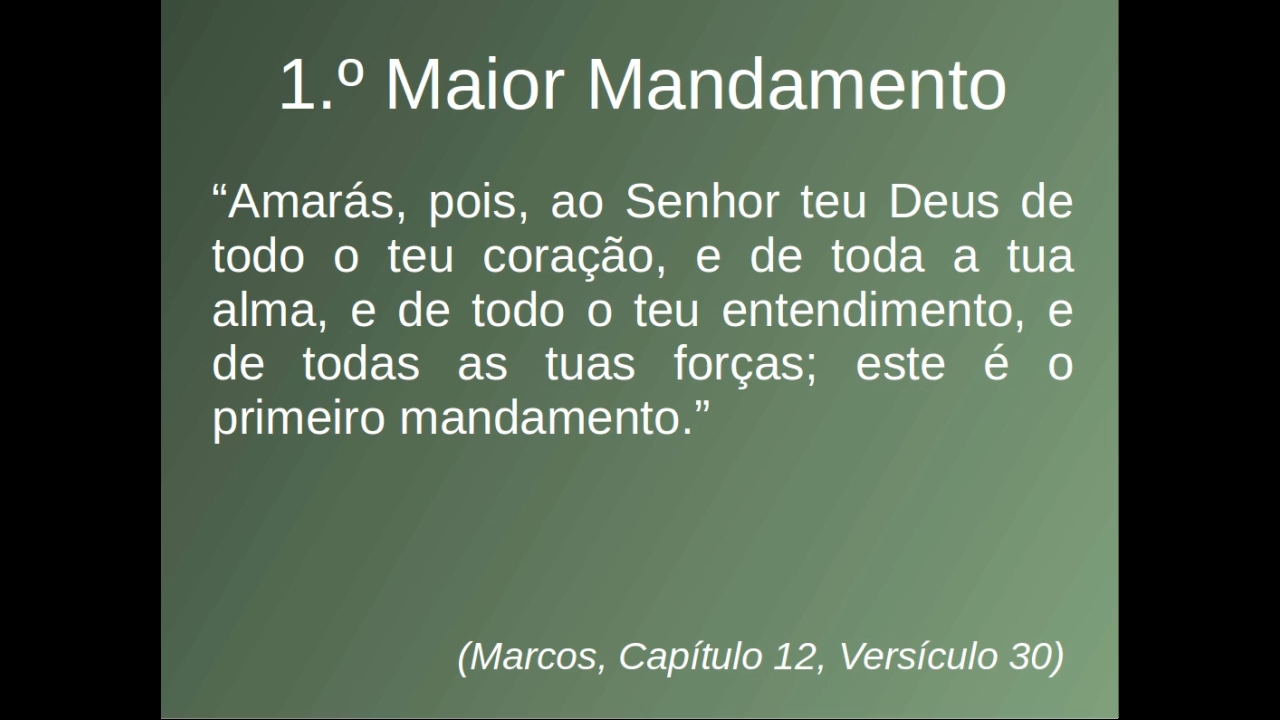 1.º Maior Mandamento
“Amarás, pois, ao Senhor teu Deus de
todo o teu coração, e de toda a tua
alma, e de todo o teu entendimento, e
de todas as tuas forças; este é o
primeiro mandamento.”
(Marcos, Capítulo 12, Versículo 30)